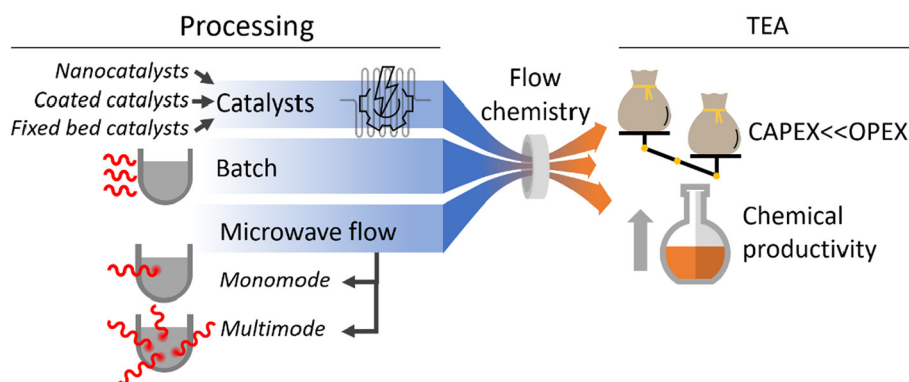 Processing
TEA
Nanocatalysts
Coated catalysts
Fixed bed catalysts
Catalysts
Batch
Microwave flow
Monomode
Multimode
Flow
chemistry
CAPEX<<OPEX
Chemical
productivity